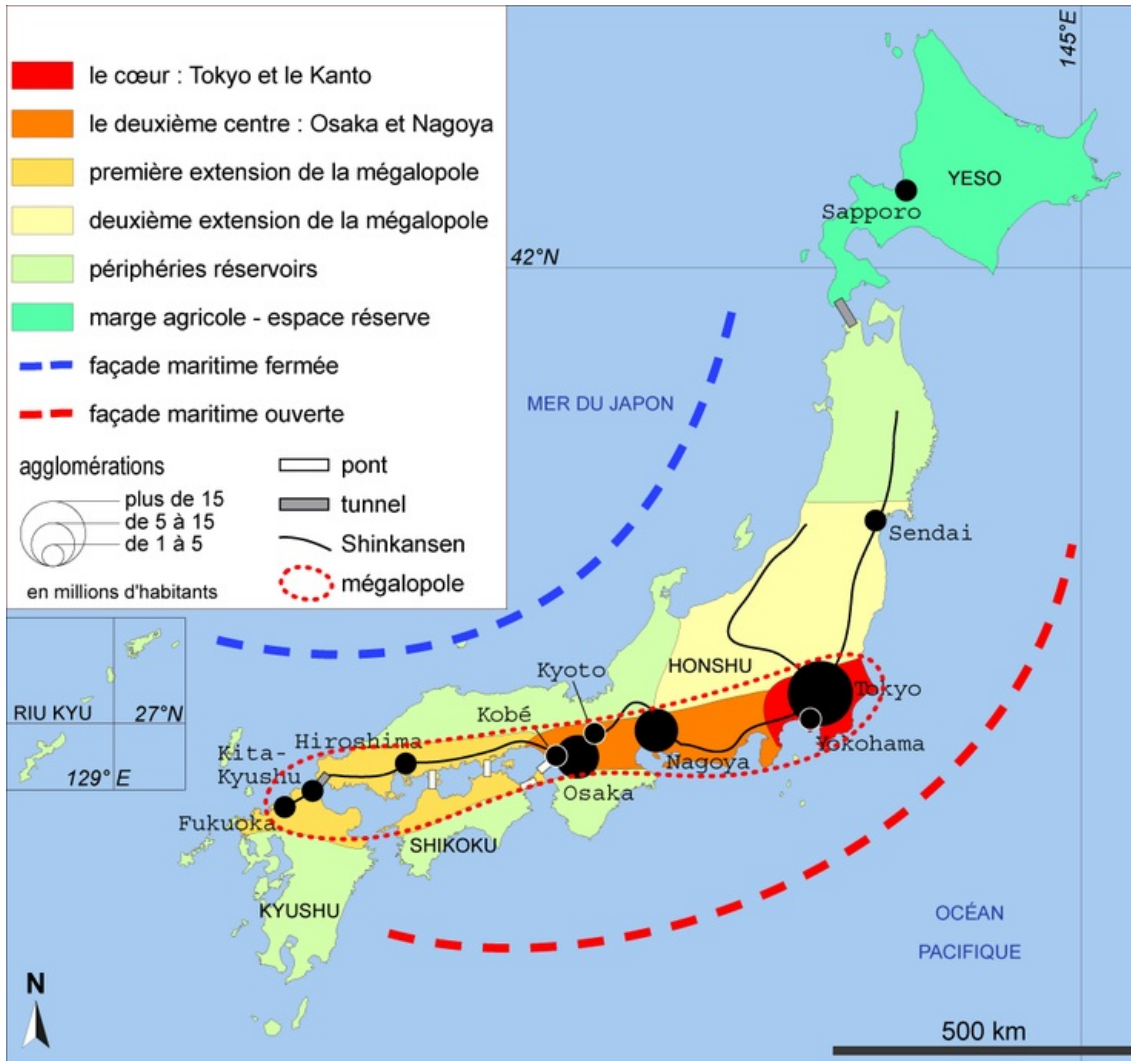 le cœur : Tokyo et le Kanto
le deuxième centre : Osaka et Nagoya
première extension de la mégalopole
deuxième extension de la mégalopole
périphéries réservoirs
marge agricole - espace réserve
façade maritime fermée
façade maritime ouverte
agglomérations
plus de 15
de 5 à 15
de 1 à 5
en millions d'habitants
pont
tunnel
Shinkansen
mégalopole
145°E
YESO
Sapporo
42°N
MER DU JAPON
Sendai
HONSHU
Kyoto
Tokyo
Kobé
Yokohama
RIU KYU
27°N
129° E
Hiroshima
Kita-
Kyushu
Nagoya
Osaka
Fukuoka
SHIKOKU
KYUSHU
OCÉAN
PACIFIQUE
N
500 km